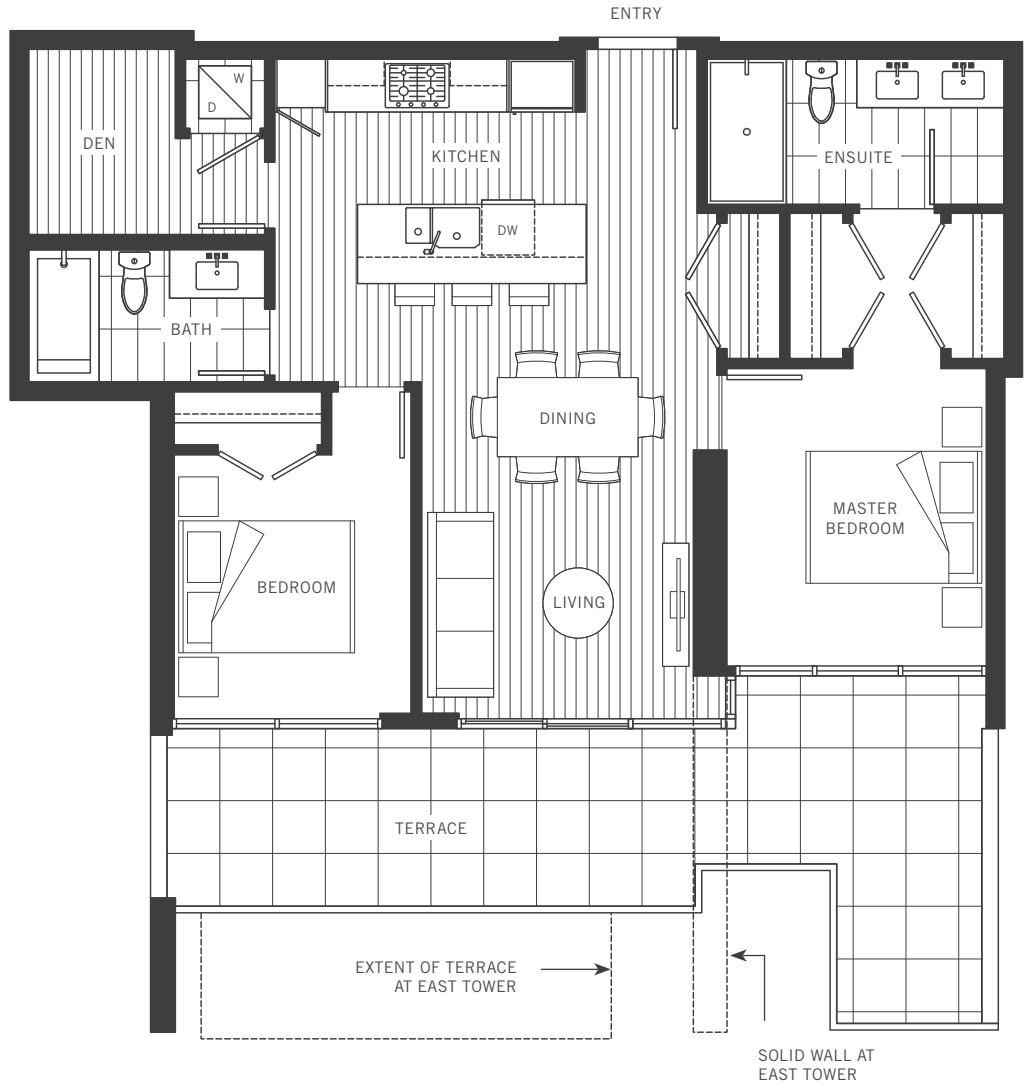 ENTRY
W
D
DEN
KITCHEN
ENSUITE
DW
BATH
DINING
MASTER
BEDROOM
BEDROOM
LIVING
TERRACE
EXTENT OF TERRACE
AT EAST TOWER
SOLID WALL AT
EAST TOWER